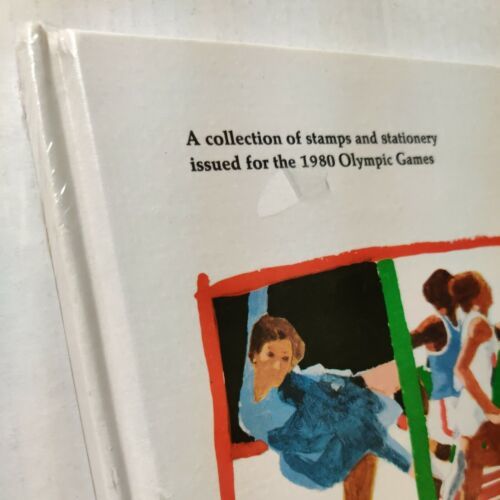 A collection of stamps and stationery
issued for the 1980 Olympic Games